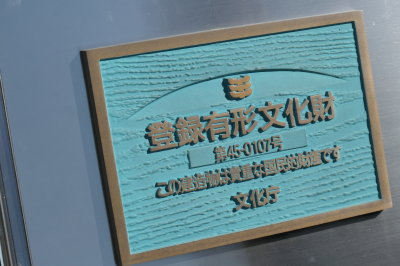 登録有形文化財
第45-0107号
この建造物は貴重な国民的財産です
文化庁